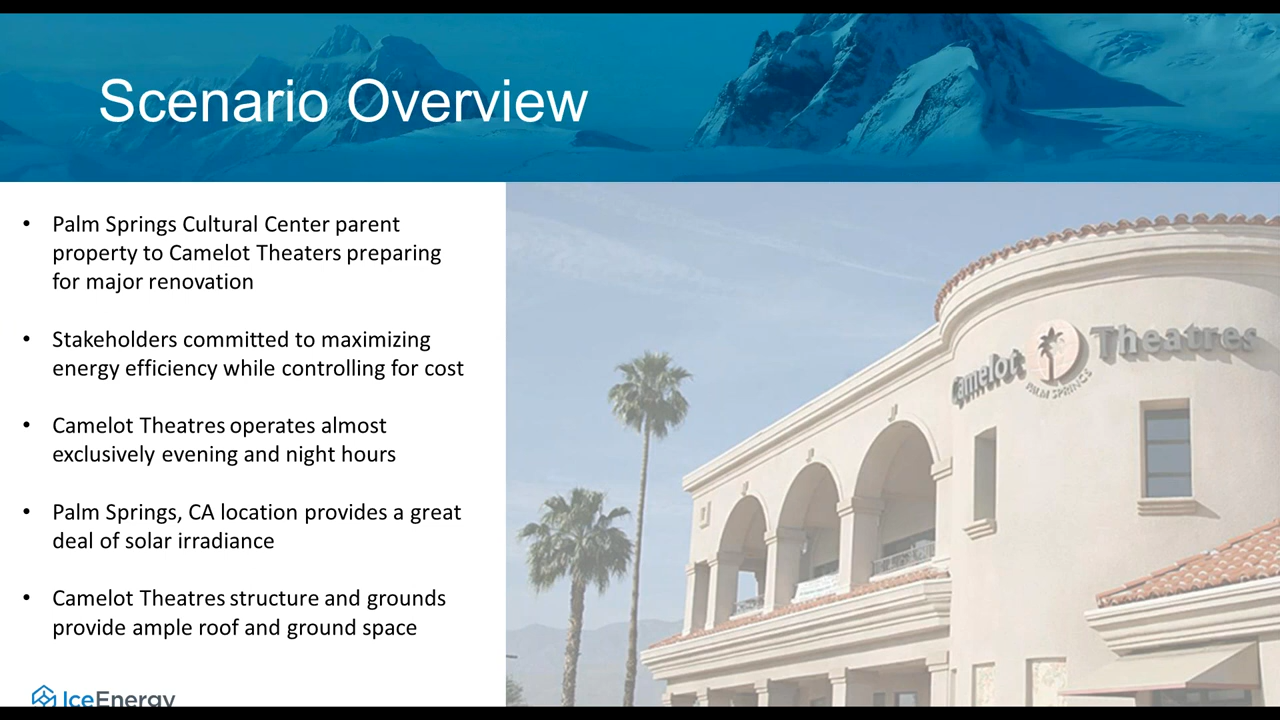 Scenario Overview
• Palm Springs Cultural Center parent
property to Camelot Theaters preparing
for major renovation
• Stakeholders committed to maximizing
energy efficiency while controlling for cost
• Camelot Theatres operates almost
exclusively evening and night hours
• Palm Springs, CA location provides a great
deal of solar irradiance
• Camelot Theatres structure and grounds
provide ample roof and ground space
Camelot Theatres
PALM SPRINGS
IceEnergy